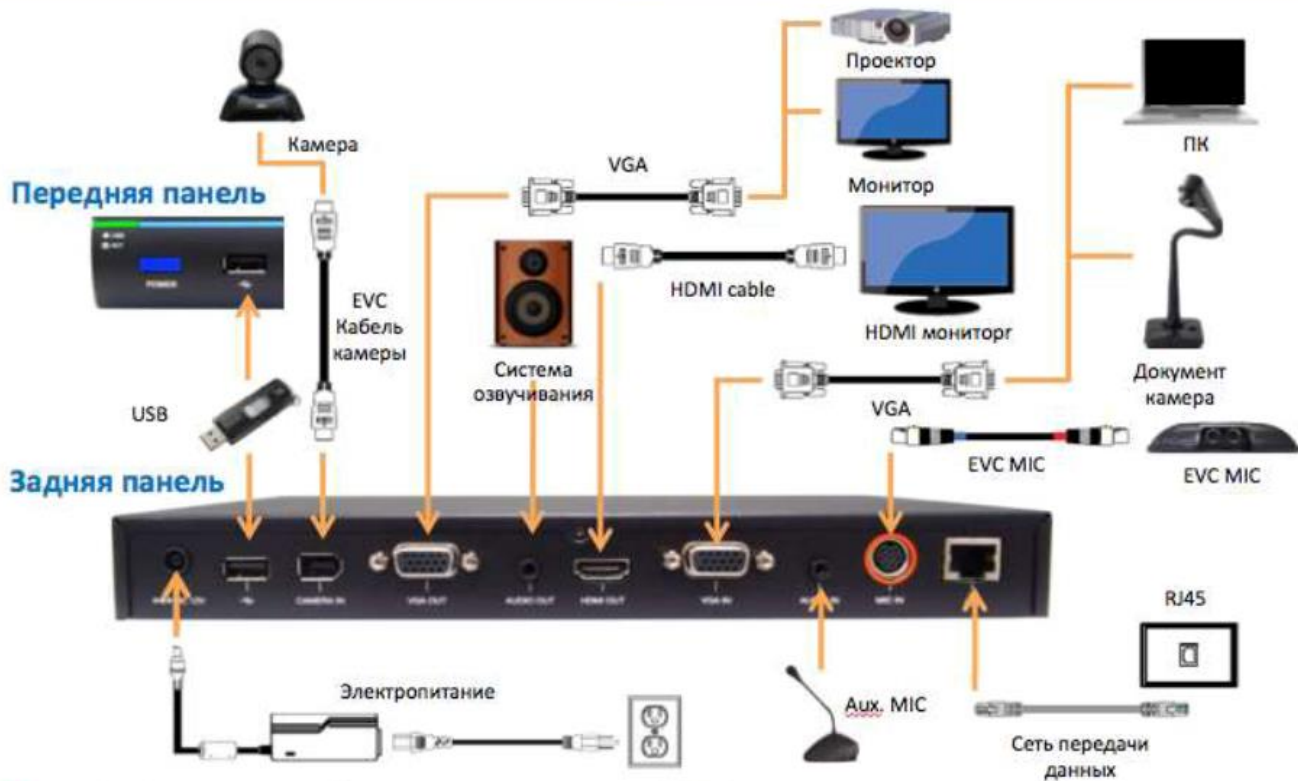 Проектор
ПК
Камера
VGA
Монитор
Передняя панель
POWER
HDMI cable
EVC
Кабель
камеры
HDMI мониторг
Система
озвучивания
Документ
камера
USB
VGA
EVC MIC
EVC MIC
Задняя панель
CAMERA IN
VGA OUT
AUDIO OUT
HDMI OUT
VGA IN
MIC IN
RJ45
Электропитание
Aux. MIC
Сеть передачи
данных